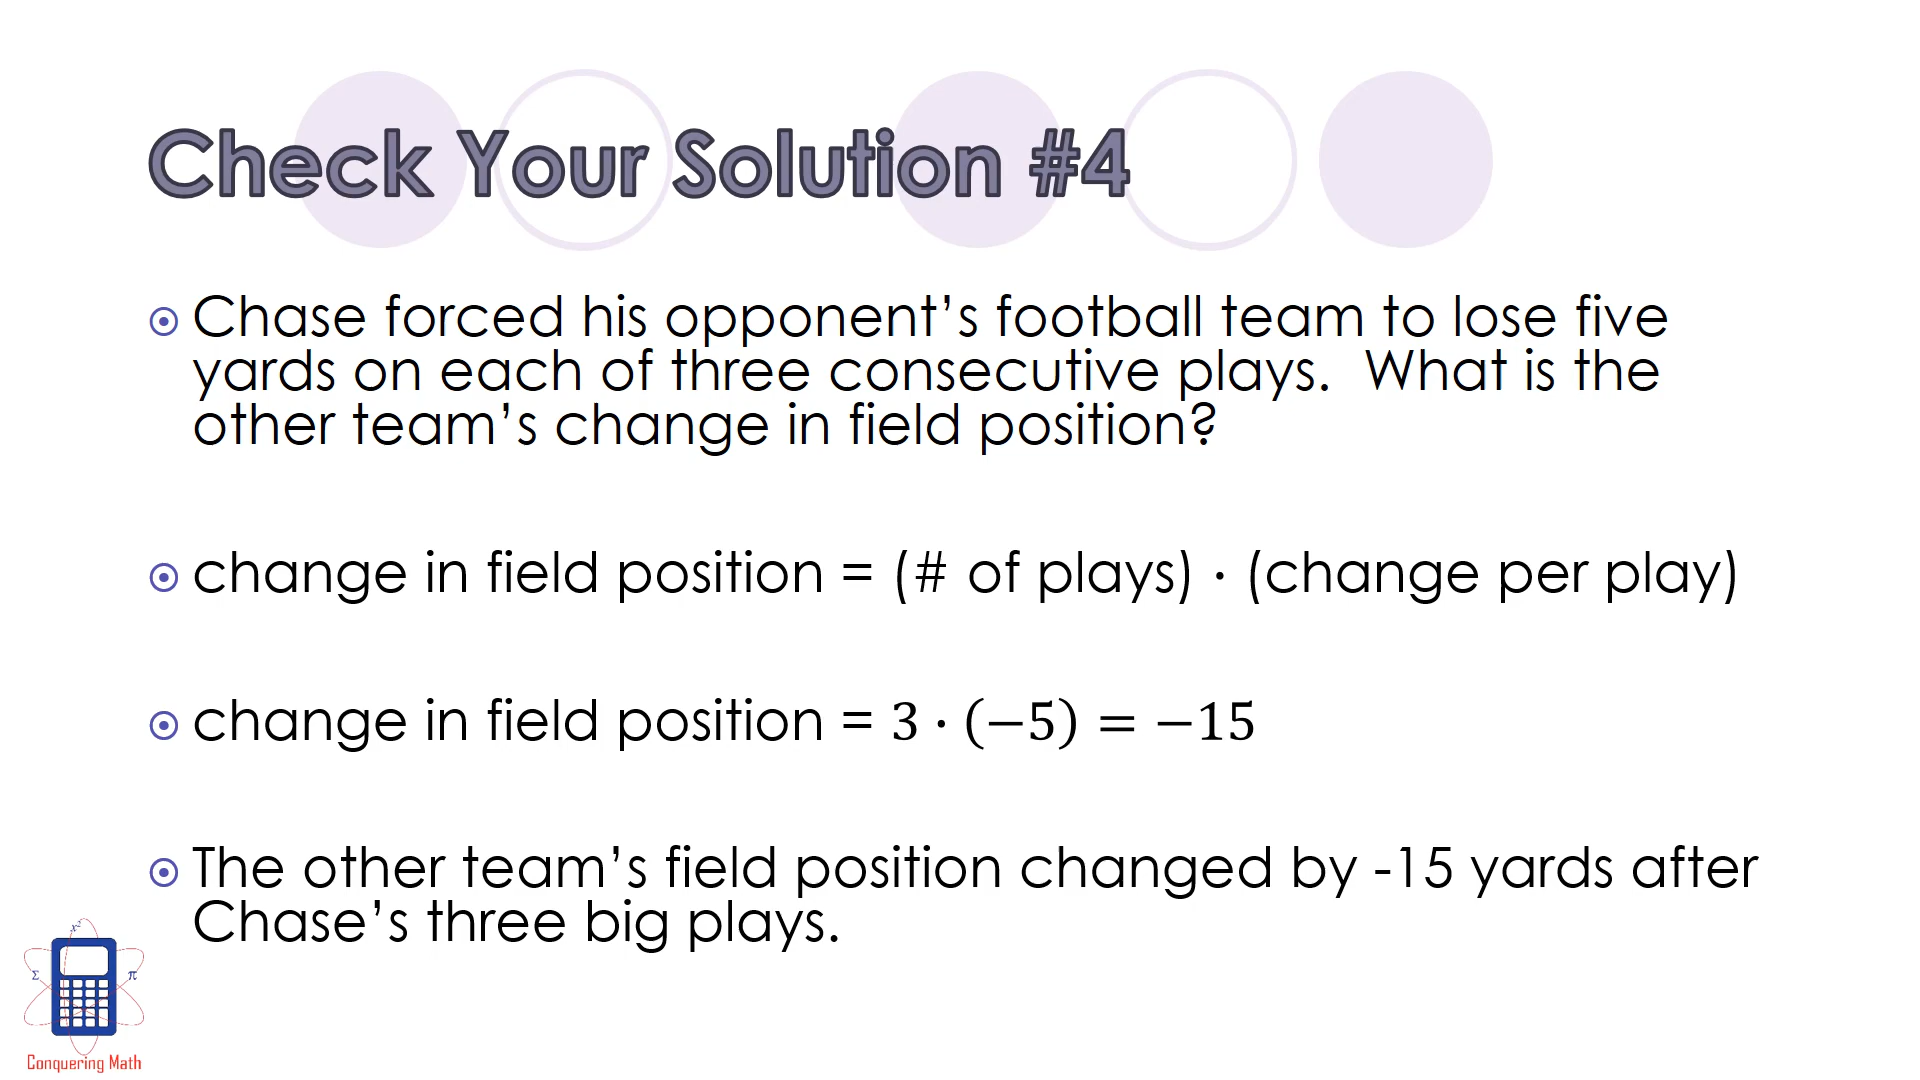 Check Your Solution #4
Chase forced his opponent’s football team to lose five
yards on each of three consecutive plays.  What is the
other team’s change in field position?
change in field position = (# of plays) · (change per play)
change in field position = 3 · (−5) = −15
The other team’s field position changed by -15 yards after
Chase’s three big plays.
x²
Σ π
Conquering Math